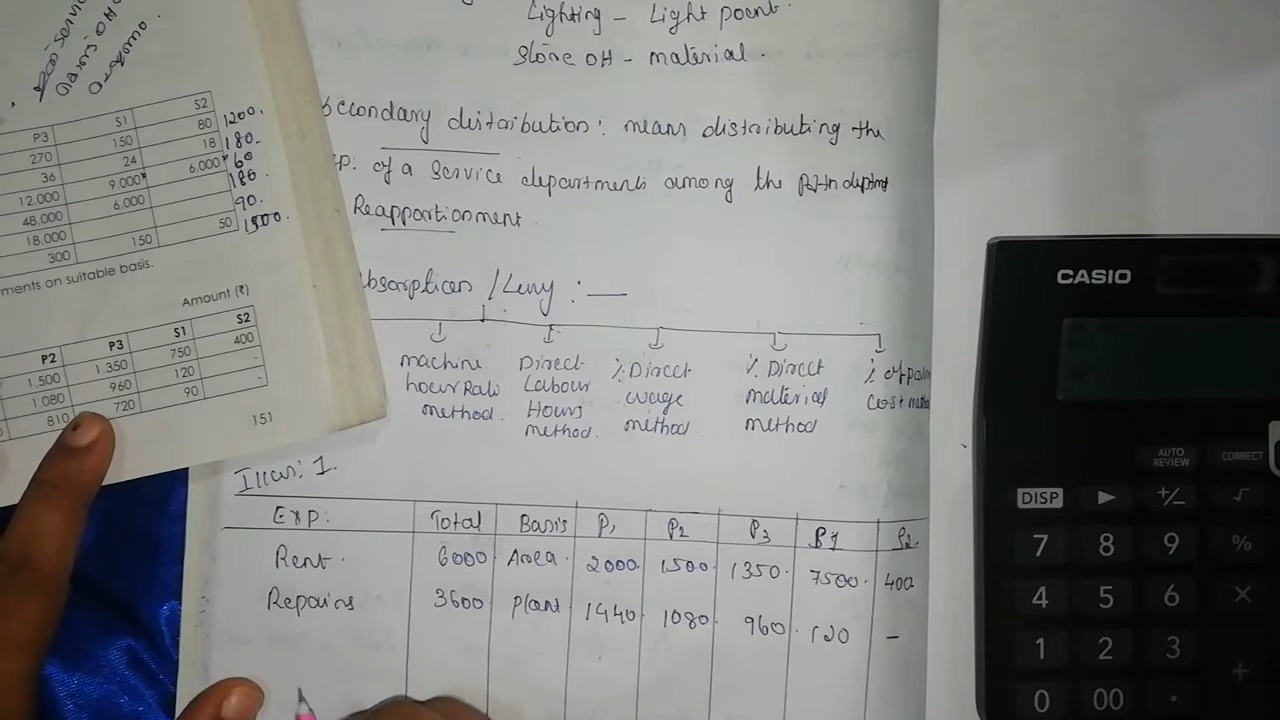 Lighting - Light point.
Store OH - material.
Secondary distribution: means distributing the
of a Service departments among the
Reapportionment.
Absorption / Levy : —
machine hour Rate method.
Direct Labour Hours method.
% Direct wage method
% Direct material method
% of
cost
P3 S1 S2
270 150 80 1200.
36 24 18 180.
12,000 9,000 6,000 60
48,000 6,000 180
18,000 90.
300 150 50 1500.
ments on suitable basis.
Amount (₹)
P2 P3 S1 S2
1,500 1,350 750 400
1,080 960 120 -
810 720 90 -
151
Illus: 1.
Exp: Total Basis P1 P2 P3
Rent. 6000 Area. 2000. 1500. 1350. 7500. 400
Repairs 3600 Plant 1440 1080 960. 120 -
CASIO
AUTO REVIEW CORRECT
DISP ▶ +/− √
7 8 9 %
4 5 6 ×
1 2 3 +
0 00 .